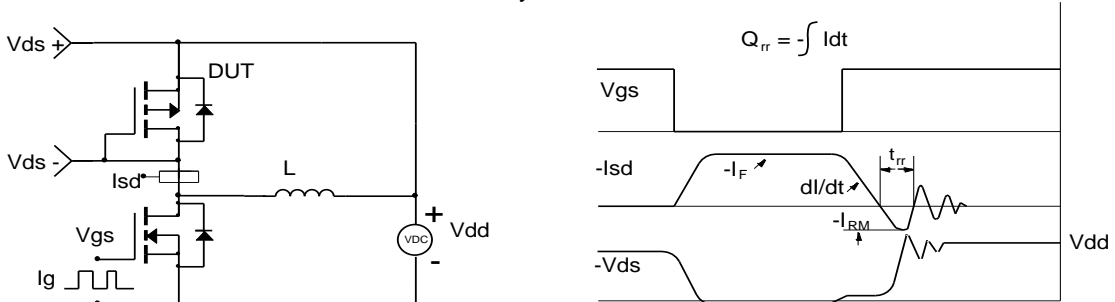 Vds +
DUT
Vds -
Isd
L
Vgs
Ig
+
VDC
-
Vdd
Qrr = -∫ Idt
Vgs
-Isd
-IF
dI/dt
trr
-IRM
-Vds
Vdd